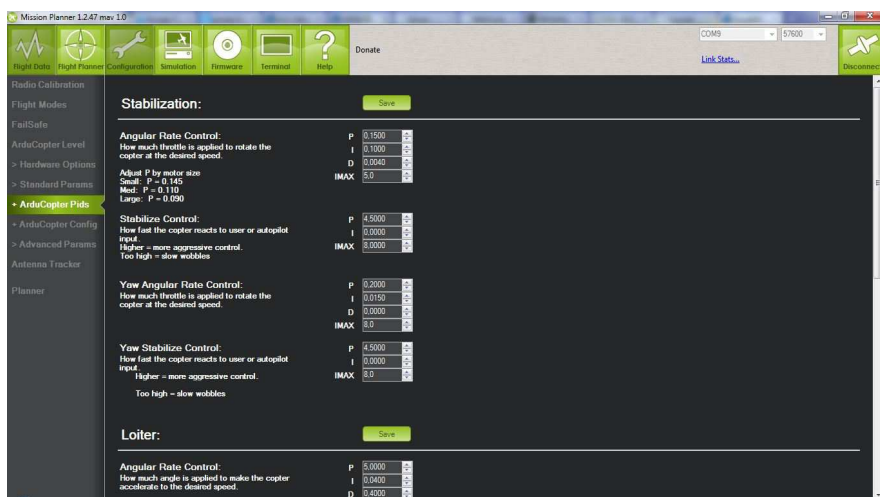 Mission Planner 1.2.47 mav 1.0
COM9
57600
Donate
Link Stats...
Flight Data
Flight Planner
Configuration
Simulation
Firmware
Terminal
Help
Disconnect
Radio Calibration
Flight Modes
FailSafe
ArduCopter Level
> Hardware Options
> Standard Params
+ ArduCopter Pids
+ ArduCopter Config
> Advanced Params
Antenna Tracker
Planner
Stabilization:
Save
Angular Rate Control:
How much throttle is applied to rotate the
copter at the desired speed.
Adjust P by motor size
Small: P = 0.145
Med: P = 0.110
Large: P = 0.090
P 0,1500
I 0,1000
D 0,0040
IMAX 5,0
Stabilize Control:
How fast the copter reacts to user or autopilot
input.
Higher = more aggressive control.
Too high = slow wobbles
P 4,5000
I 0,0000
IMAX 8,0000
Yaw Angular Rate Control:
How much throttle is applied to rotate the
copter at the desired speed.
P 0,2000
I 0,0150
D 0,0000
IMAX 8,0
Yaw Stabilize Control:
How fast the copter reacts to user or autopilot
input.
Higher = more aggressive control.
Too high = slow wobbles
P 4,5000
I 0,0000
IMAX 8,0
Loiter:
Save
Angular Rate Control:
How much angle is applied to make the copter
accelerate to the desired speed.
P 5,0000
I 0,0400
D 0,4000